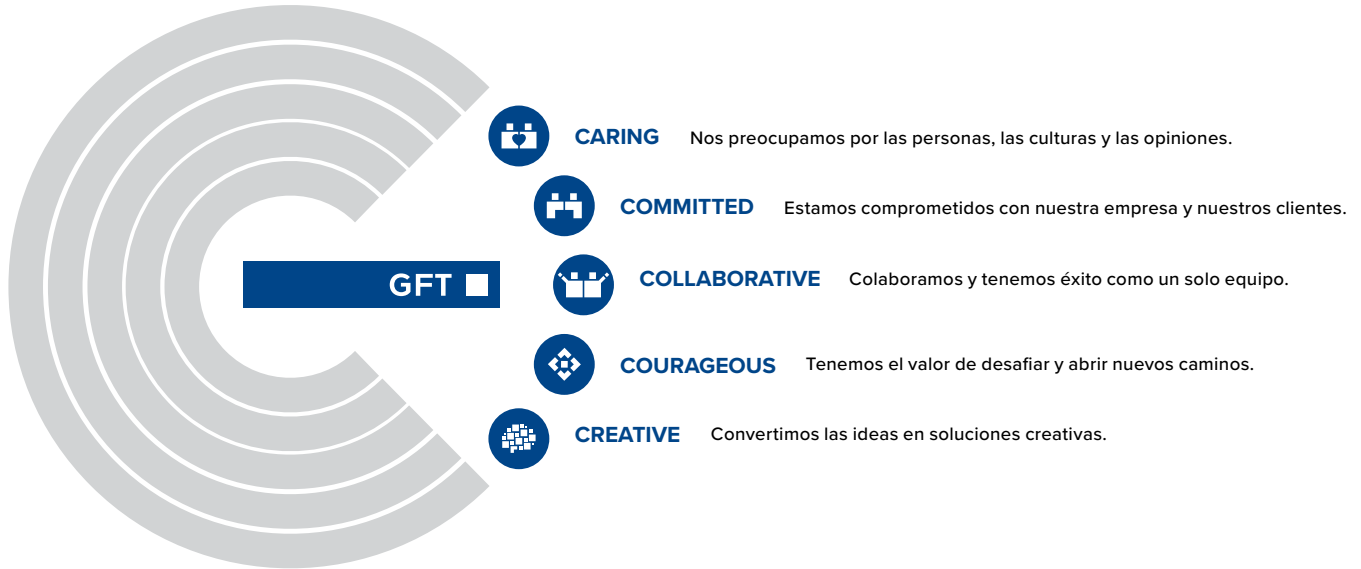 CARING Nos preocupamos por las personas, las culturas y las opiniones.
COMMITTED Estamos comprometidos con nuestra empresa y nuestros clientes.
GFT
COLLABORATIVE Colaboramos y tenemos éxito como un solo equipo.
COURAGEOUS Tenemos el valor de desafiar y abrir nuevos caminos.
CREATIVE Convertimos las ideas en soluciones creativas.